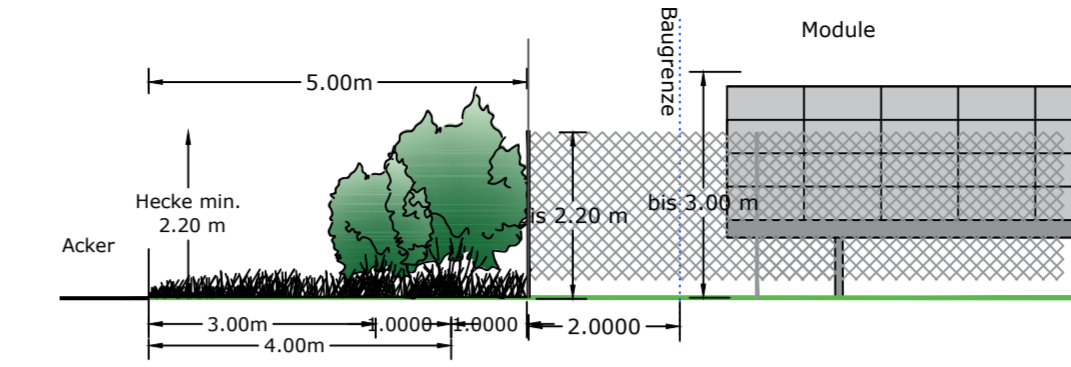 Module
Baugrenze
5.00m
Hecke min.
2.20 m
is 2.20 m
bis 3.00 m
Acker
3.00m
1.0000
1.0000
2.0000
4.00m